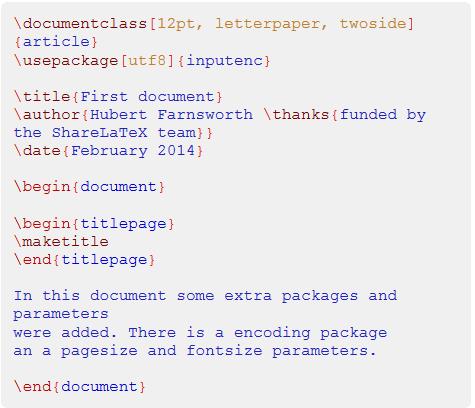 \documentclass[12pt, letterpaper, twoside]
{article}
\usepackage[utf8]{inputenc}
\title{First document}
\author{Hubert Farnsworth \thanks{funded by
the ShareLaTeX team}}
\date{February 2014}
\begin{document}
\begin{titlepage}
\maketitle
\end{titlepage}
In this document some extra packages and
parameters
were added. There is a encoding package
an a pagesize and fontsize parameters.
\end{document}